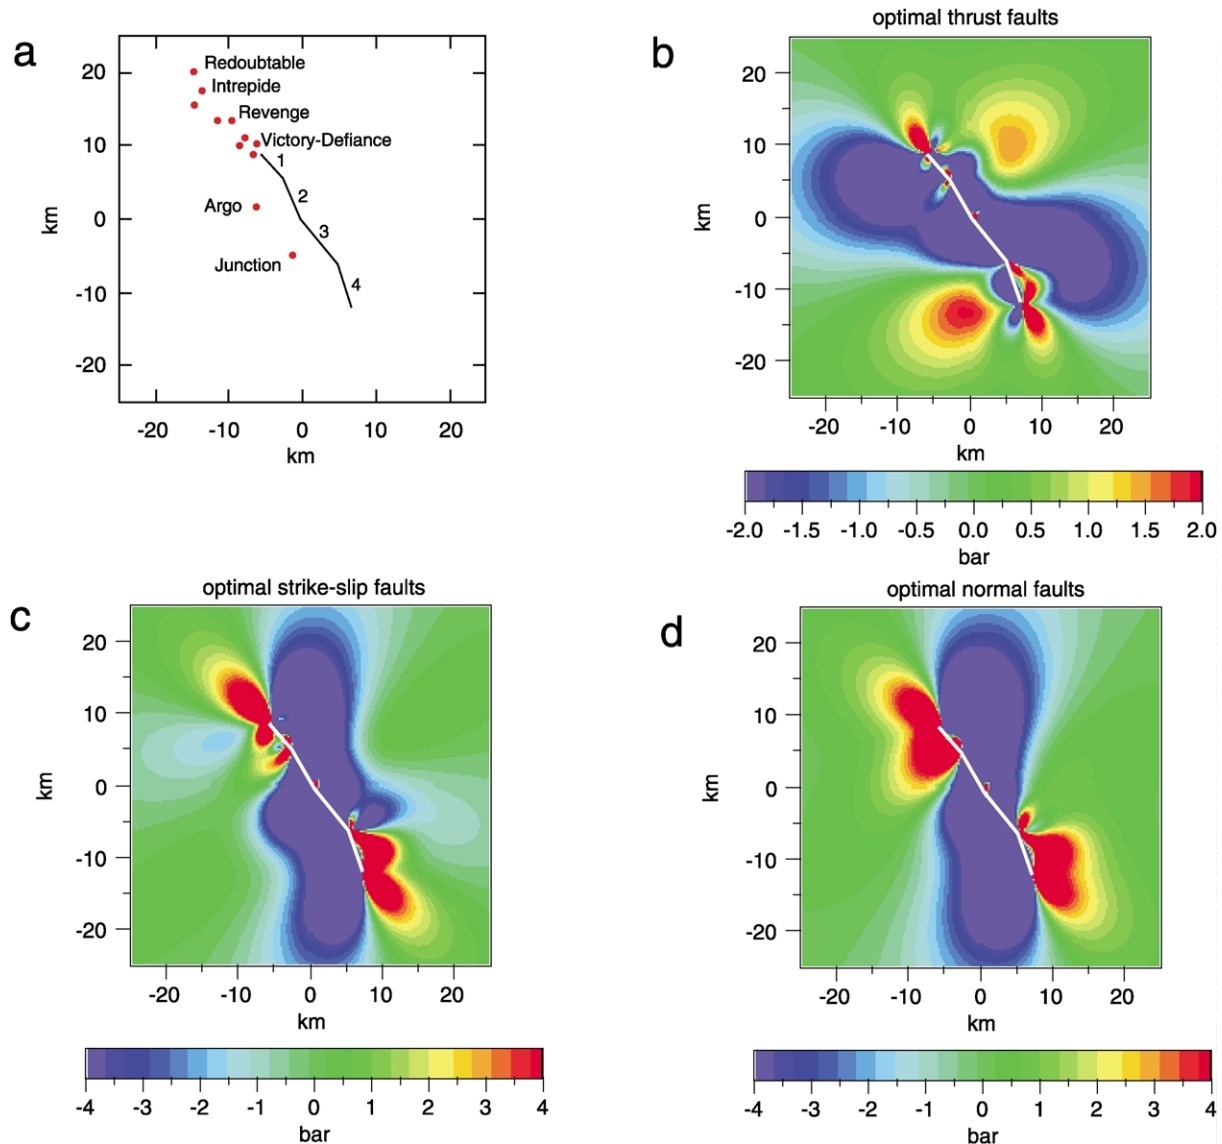 a
km
20
10
0
-10
-20
Redoubtable
Intrepide
Revenge
Victory-Defiance
1
2
Argo
3
Junction
4
-20 -10 0 10 20
km
b
optimal thrust faults
km
20
10
0
-10
-20
-20 -10 0 10 20
km
-2.0 -1.5 -1.0 -0.5 0.0 0.5 1.0 1.5 2.0
bar
c
optimal strike-slip faults
km
20
10
0
-10
-20
-20 -10 0 10 20
km
-4 -3 -2 -1 0 1 2 3 4
bar
d
optimal normal faults
km
20
10
0
-10
-20
-20 -10 0 10 20
km
-4 -3 -2 -1 0 1 2 3 4
bar